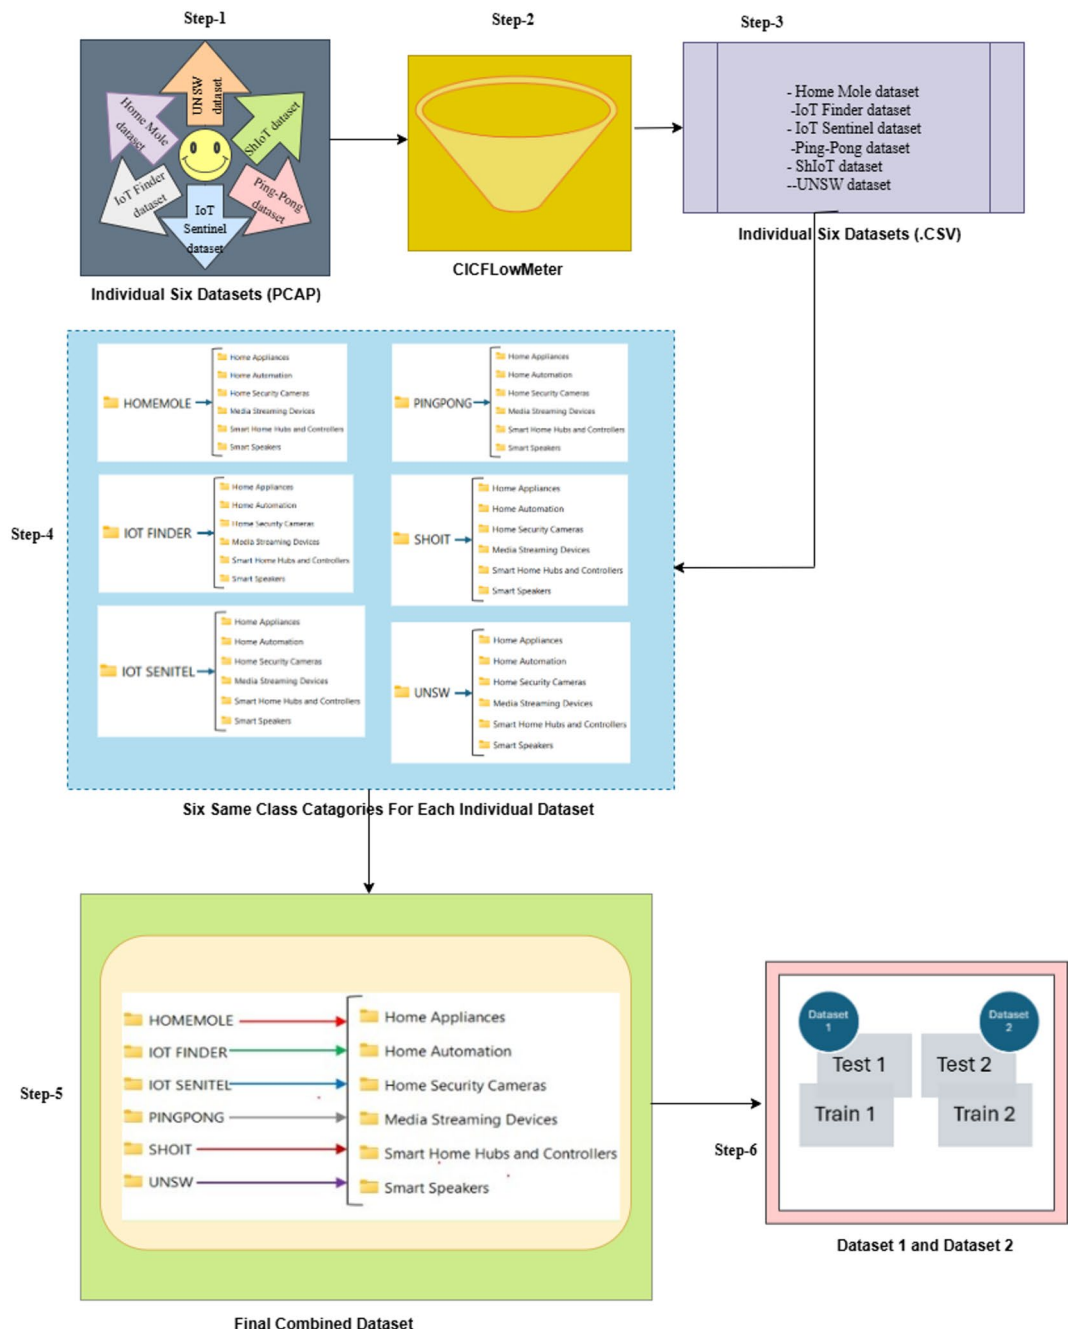 Step-1
Step-2
Step-3
UNSW
dataset
Home Mole
dataset
ShIoT dataset
IoT Finder
dataset
Ping-Pong
dataset
IoT
Sentinel
dataset
Individual Six Datasets (PCAP)
CICFLowMeter
- Home Mole dataset
-IoT Finder dataset
- IoT Sentinel dataset
-Ping-Pong dataset
- ShIoT dataset
--UNSW dataset
Individual Six Datasets (.CSV)
Step-4
HOMEMOLE
Home Appliances
Home Automation
Home Security Cameras
Media Streaming Devices
Smart Home Hubs and Controllers
Smart Speakers
PINGPONG
Home Appliances
Home Automation
Home Security Cameras
Media Streaming Devices
Smart Home Hubs and Controllers
Smart Speakers
IOT FINDER
Home Appliances
Home Automation
Home Security Cameras
Media Streaming Devices
Smart Home Hubs and Controllers
Smart Speakers
SHOIT
Home Appliances
Home Automation
Home Security Cameras
Media Streaming Devices
Smart Home Hubs and Controllers
Smart Speakers
IOT SENITEL
Home Appliances
Home Automation
Home Security Cameras
Media Streaming Devices
Smart Home Hubs and Controllers
Smart Speakers
UNSW
Home Appliances
Home Automation
Home Security Cameras
Media Streaming Devices
Smart Home Hubs and Controllers
Smart Speakers
Six Same Class Catagories For Each Individual Dataset
Step-5
HOMEMOLE
IOT FINDER
IOT SENITEL
PINGPONG
SHOIT
UNSW
Home Appliances
Home Automation
Home Security Cameras
Media Streaming Devices
Smart Home Hubs and Controllers
Smart Speakers
Final Combined Dataset
Step-6
Dataset
1
Test 1
Train 1
Dataset
2
Test 2
Train 2
Dataset 1 and Dataset 2